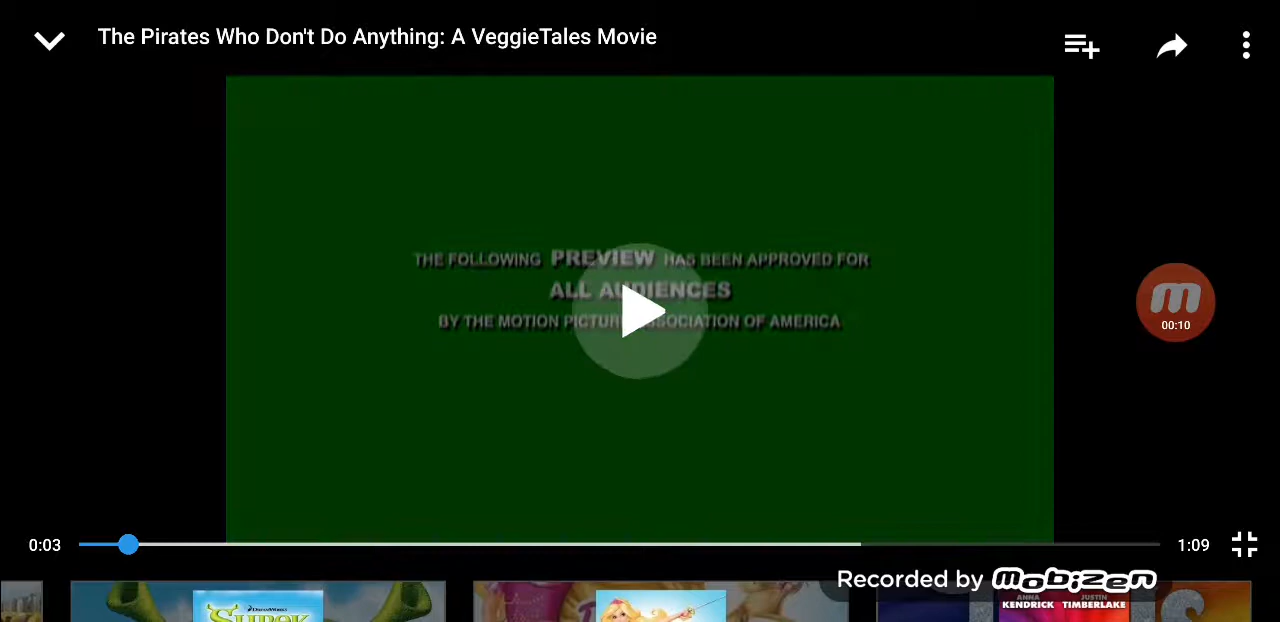 The Pirates Who Don't Do Anything: A VeggieTales Movie
THE FOLLOWING PREVIEW HAS BEEN APPROVED FOR
ALL AUDIENCES
BY THE MOTION PICTURE ASSOCIATION OF AMERICA
m
00:10
0:03
1:09
Recorded by mobizen
DREAMWORKS
ANNA JUSTIN
KENDRICK TIMBERLAKE